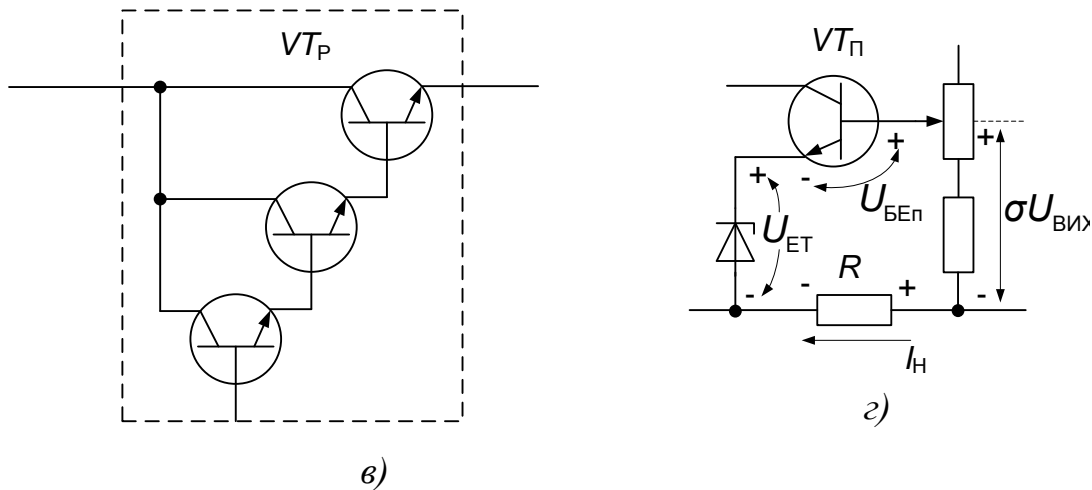 VTР
VTП
+
+
-
+
UБЕп
σUВИХ
UЕТ
R
-
-
+
-
IН
в)
г)